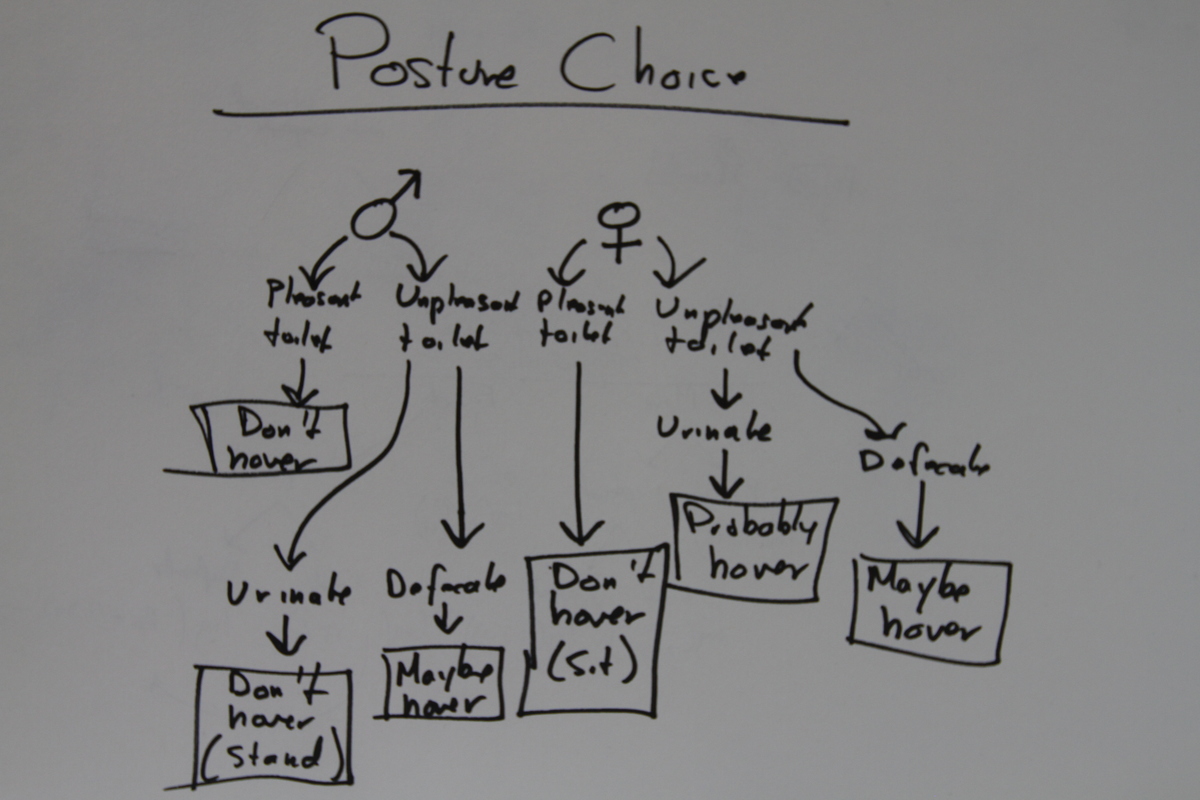 Posture Choice
♂
♀
Pleasant
toilet
Unpleasant
toilet
Pleasant
toilet
Unpleasant
toilet
Don't
hover
Urinate
Defecate
Probably
hover
Maybe
hover
Urinate
Don't
hover
(stand)
Defecate
Maybe
hover
Don't
hover
(Sit)